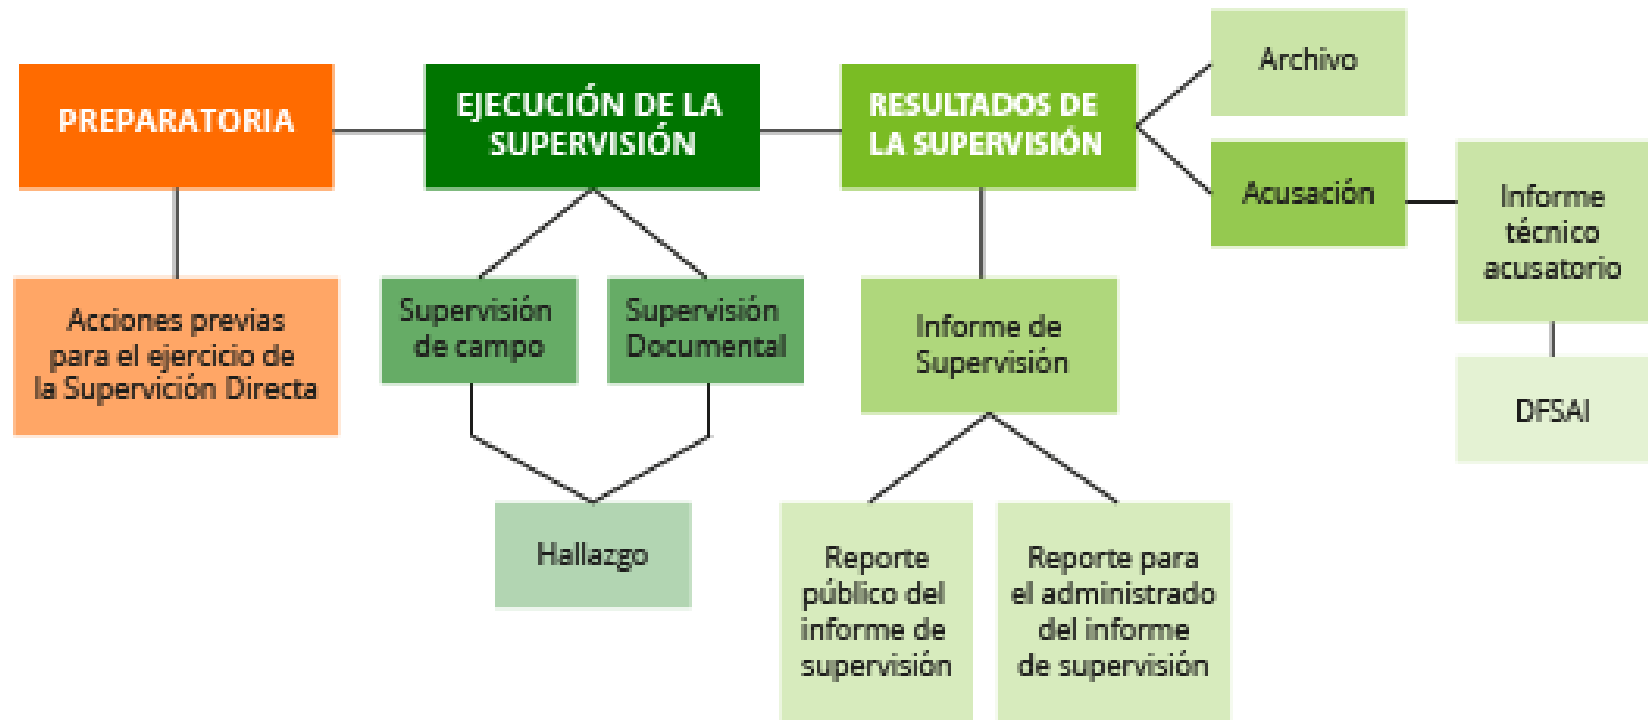 PREPARATORIA
Acciones previas
para el ejercicio de
la Supervición Directa
EJECUCIÓN DE LA
SUPERVISIÓN
Supervisión
de campo
Supervisión
Documental
Hallazgo
RESULTADOS DE
LA SUPERVISIÓN
Informe de
Supervisión
Reporte
público del
informe de
supervisión
Reporte para
el administrado
del informe
de supervisión
Archivo
Acusación
Informe
técnico
acusatorio
DFSAI